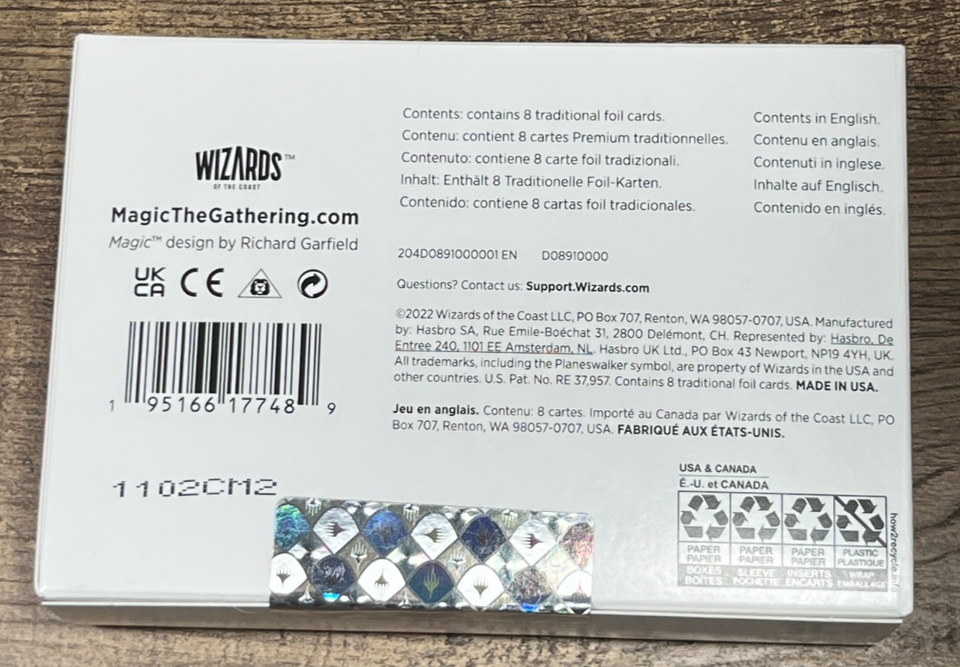 WIZARDS™
OF THE COAST
MagicTheGathering.com
Magic™ design by Richard Garfield
UK
CA CE
1 95166 17748 9
1102CM2
Contents: contains 8 traditional foil cards.
Contenu: contient 8 cartes Premium traditionnelles.
Contenuto: contiene 8 carte foil tradizionali.
Inhalt: Enthält 8 Traditionelle Foil-Karten.
Contenido: contiene 8 cartas foil tradicionales.
Contents in English.
Contenu en anglais.
Contenuti in inglese.
Inhalte auf Englisch.
Contenido en inglés.
204D0891000001 EN D08910000
Questions? Contact us: Support.Wizards.com
©2022 Wizards of the Coast LLC, PO Box 707, Renton, WA 98057-0707, USA. Manufactured
by: Hasbro SA, Rue Emile-Boéchat 31, 2800 Delémont, CH. Represented by: Hasbro, De
Entree 240, 1101 EE Amsterdam, NL. Hasbro UK Ltd., PO Box 43 Newport, NP19 4YH, UK.
All trademarks, including the Planeswalker symbol, are property of Wizards in the USA and
other countries. U.S. Pat. No. RE 37,957. Contains 8 traditional foil cards. MADE IN USA.
Jeu en anglais. Contenu: 8 cartes. Importé au Canada par Wizards of the Coast LLC, PO
Box 707, Renton, WA 98057-0707, USA. FABRIQUÉ AUX ÉTATS-UNIS.
USA & CANADA
É.-U. et CANADA
PAPER PAPER PAPER PLASTIC
PAPIER PAPIER PAPIER PLASTIQUE
BOXES SLEEVE INSERTS WRAP
BOÎTES POCHETTE ENCARTS EMBALLAGE
how2recycle.info